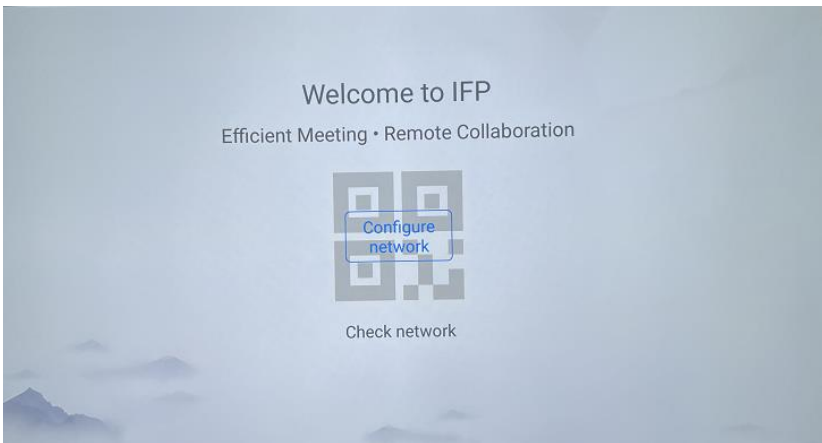 Welcome to IFP
Efficient Meeting • Remote Collaboration
Configure
network
Check network